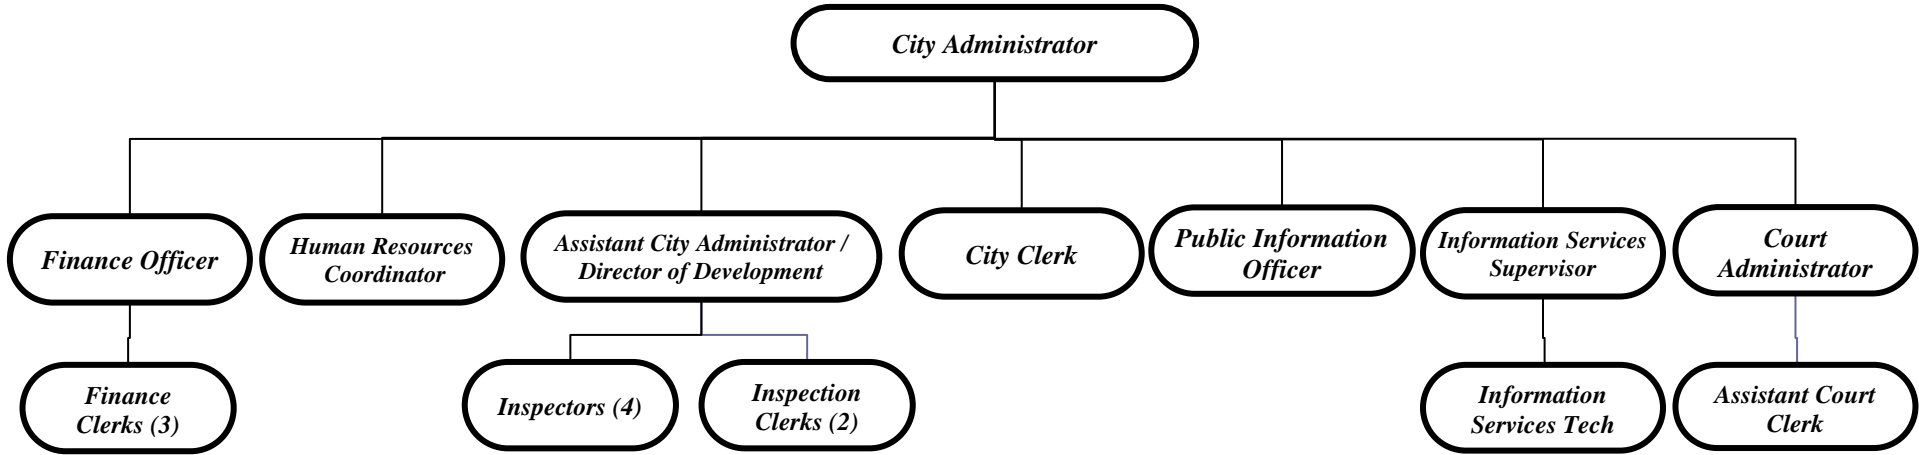 City Administrator
Finance Officer
Human Resources
Coordinator
Assistant City Administrator /
Director of Development
City Clerk
Public Information
Officer
Information Services
Supervisor
Court
Administrator
Finance
Clerks (3)
Inspectors (4)
Inspection
Clerks (2)
Information
Services Tech
Assistant Court
Clerk